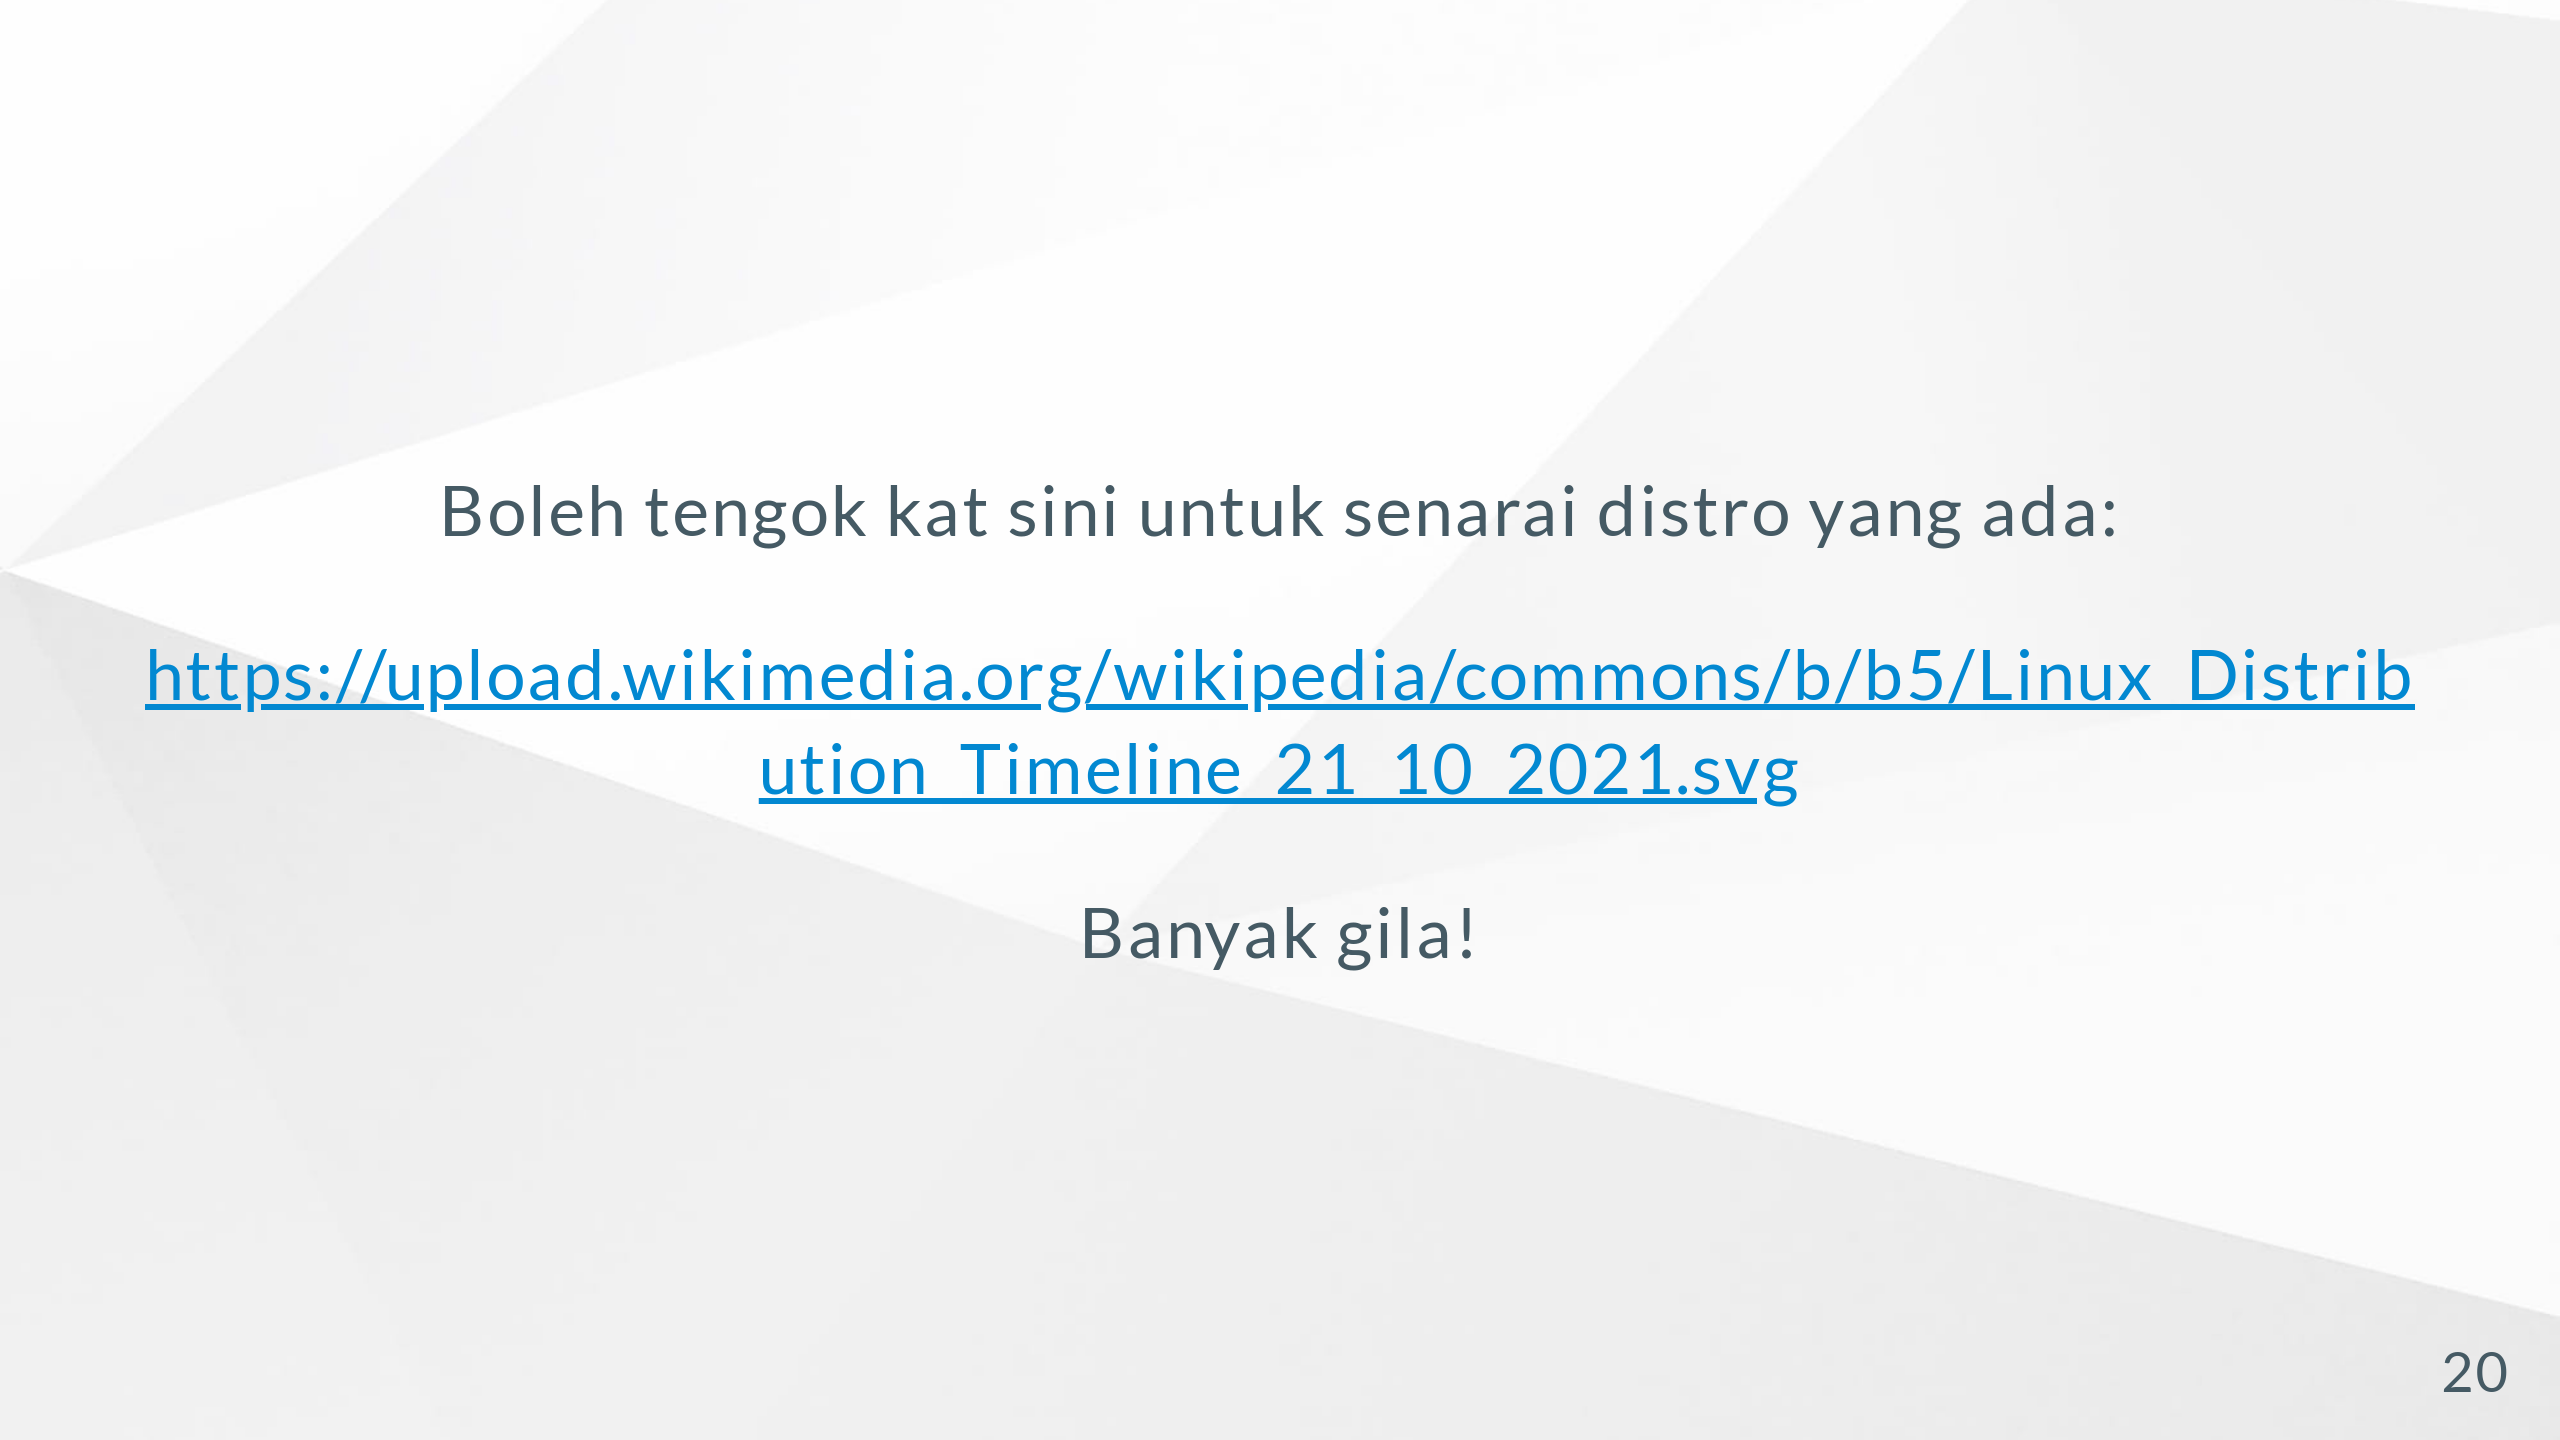 Boleh tengok kat sini untuk senarai distro yang ada:
https://upload.wikimedia.org/wikipedia/commons/b/b5/Linux_Distrib
ution_Timeline_21_10_2021.svg
Banyak gila!
20